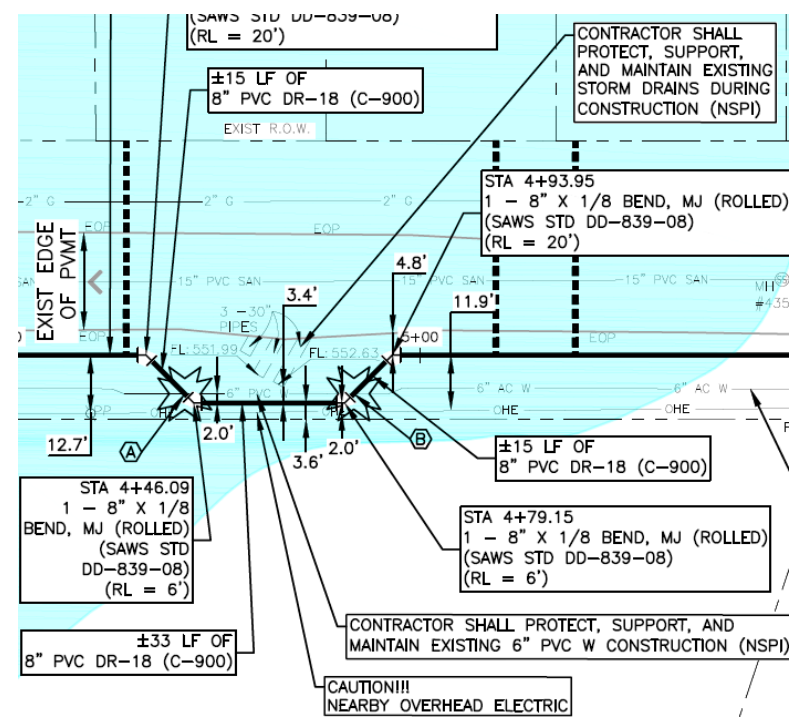 (SAWS STD DD-839-08)
(RL = 20')
CONTRACTOR SHALL
PROTECT, SUPPORT,
AND MAINTAIN EXISTING
STORM DRAINS DURING
CONSTRUCTION (NSPI)
±15 LF OF
8" PVC DR-18 (C-900)
EXIST R.O.W.
STA 4+93.95
1 - 8" X 1/8 BEND, MJ (ROLLED)
(SAWS STD DD-839-08)
(RL = 20')
2" G
2" G
2" G
EOP
EOP
EXIST EDGE
OF PVMT
4.8'
SAN
15" PVC SAN
PVC SAN
15" PVC SAN
3.4'
11.9'
MH
#435
3 -30"
PIPES
EOP
EOP
5+00
FL: 551.99
FL: 552.63
6" PVC W
6" AC W
6" AC W
OHE
OHE
OHE
12.7'
A
2.0'
3.6'
2.0'
B
±15 LF OF
8" PVC DR-18 (C-900)
STA 4+46.09
1 - 8" X 1/8
BEND, MJ (ROLLED)
(SAWS STD
DD-839-08)
(RL = 6')
STA 4+79.15
1 - 8" X 1/8 BEND, MJ (ROLLED)
(SAWS STD DD-839-08)
(RL = 6')
±33 LF OF
8" PVC DR-18 (C-900)
CONTRACTOR SHALL PROTECT, SUPPORT, AND
MAINTAIN EXISTING 6" PVC W CONSTRUCTION (NSPI)
CAUTION!!!
NEARBY OVERHEAD ELECTRIC